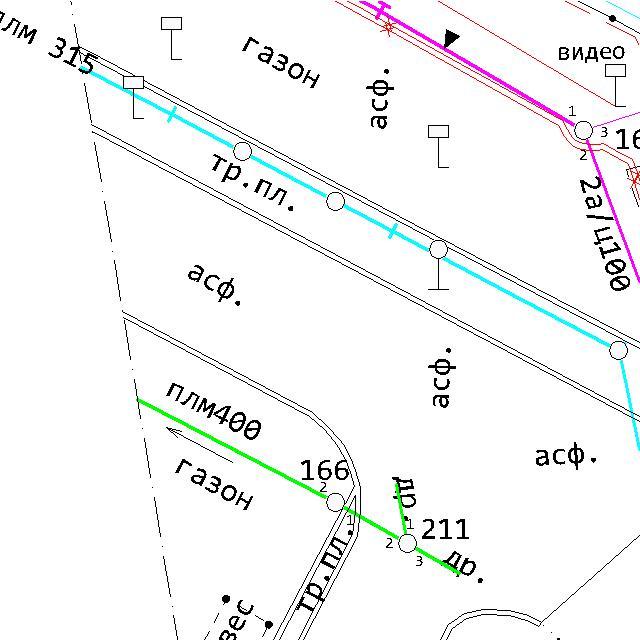 плм 315
газон
видео
асф.
1
3
2
16
тр.пл.
2а/ц100
асф.
асф.
плм400
асф.
166
2
газон
др.
1
1
211
2
др.
3
тр.пл.
вес